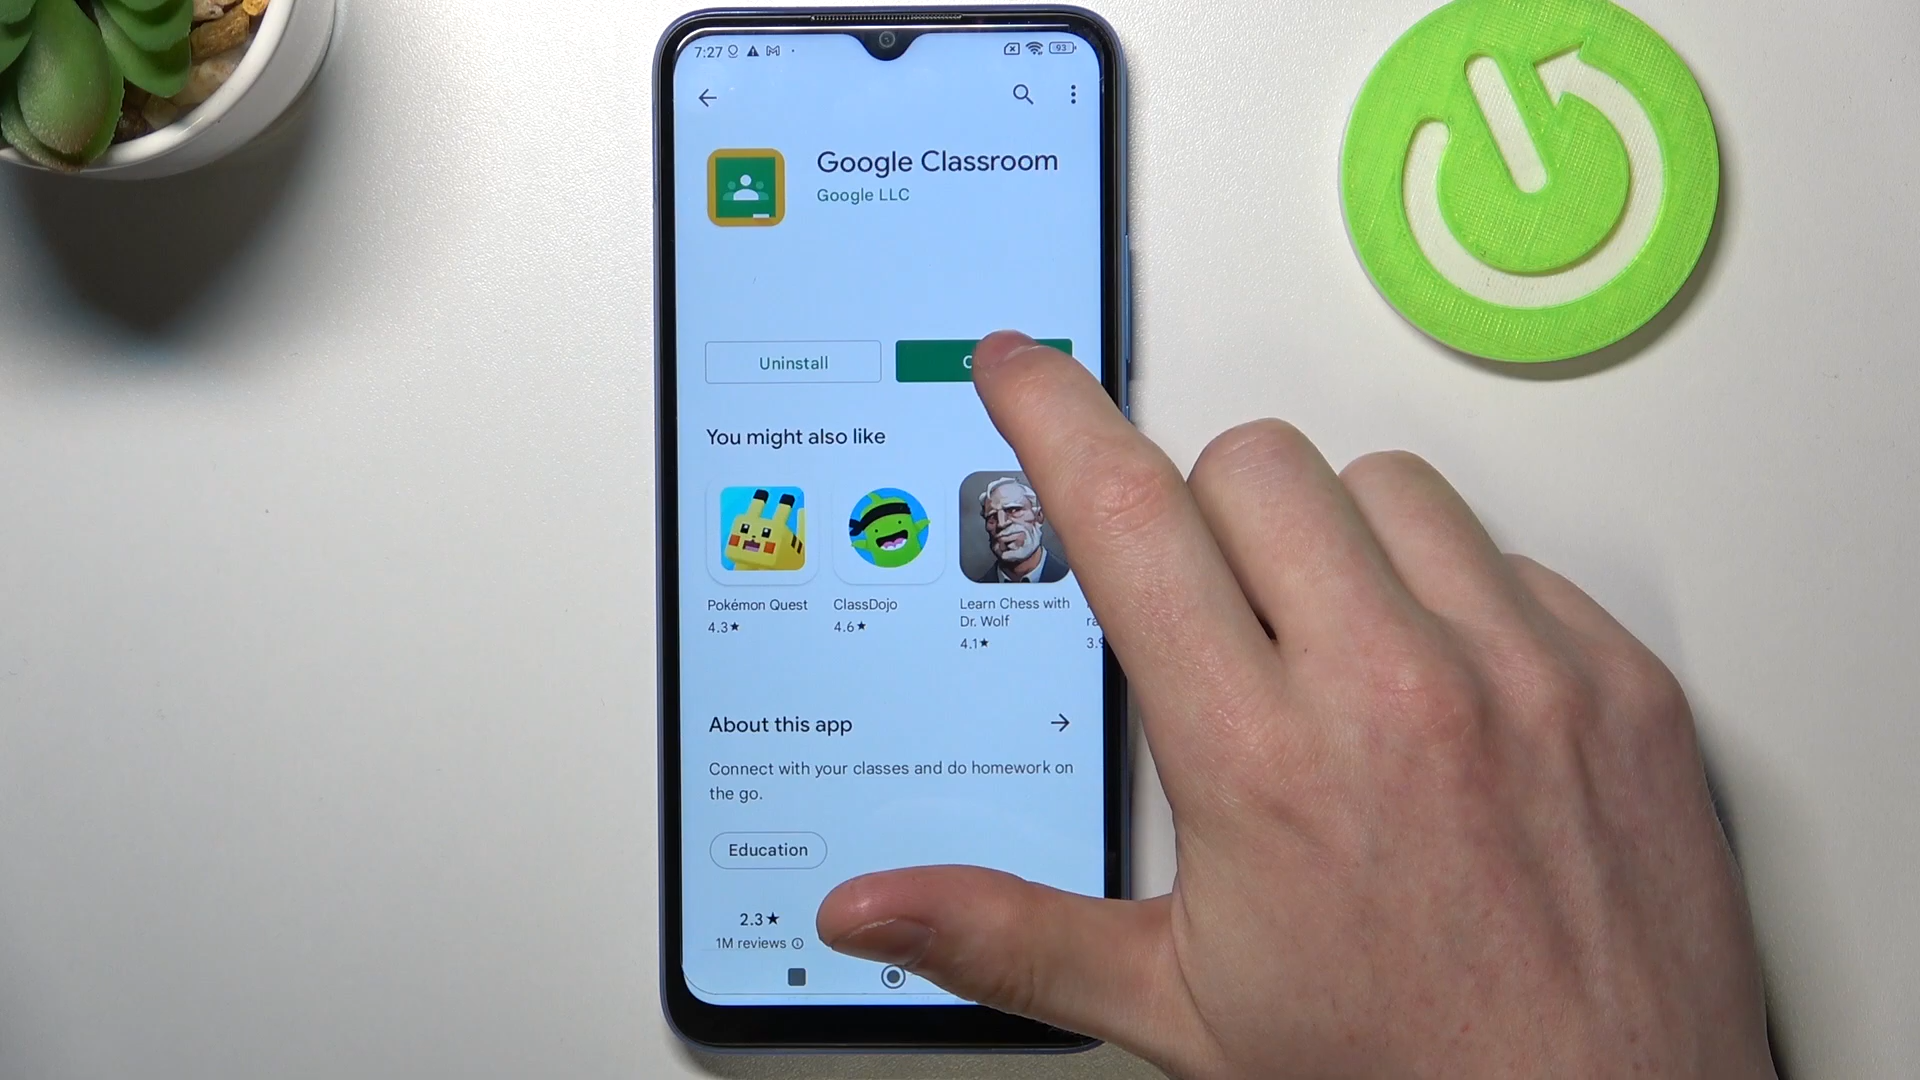 7:27
93
Google Classroom
Google LLC
Uninstall
You might also like
Pokémon Quest
4.3★
ClassDojo
4.6★
Learn Chess with
Dr. Wolf
4.1★
About this app
Connect with your classes and do homework on
the go.
Education
2.3★
1M reviews